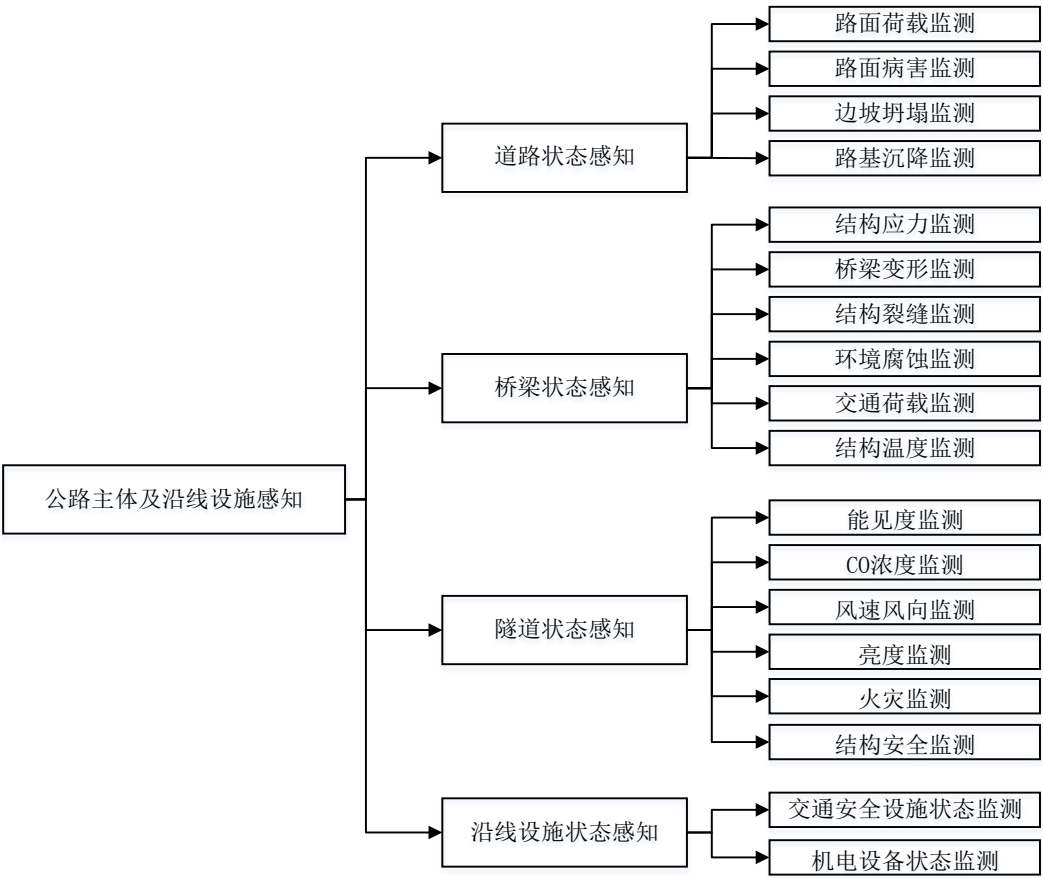 公路主体及沿线设施感知
道路状态感知
路面荷载监测
路面病害监测
边坡坍塌监测
路基沉降监测
桥梁状态感知
结构应力监测
桥梁变形监测
结构裂缝监测
环境腐蚀监测
交通荷载监测
结构温度监测
隧道状态感知
能见度监测
CO浓度监测
风速风向监测
亮度监测
火灾监测
结构安全监测
沿线设施状态感知
交通安全设施状态监测
机电设备状态监测